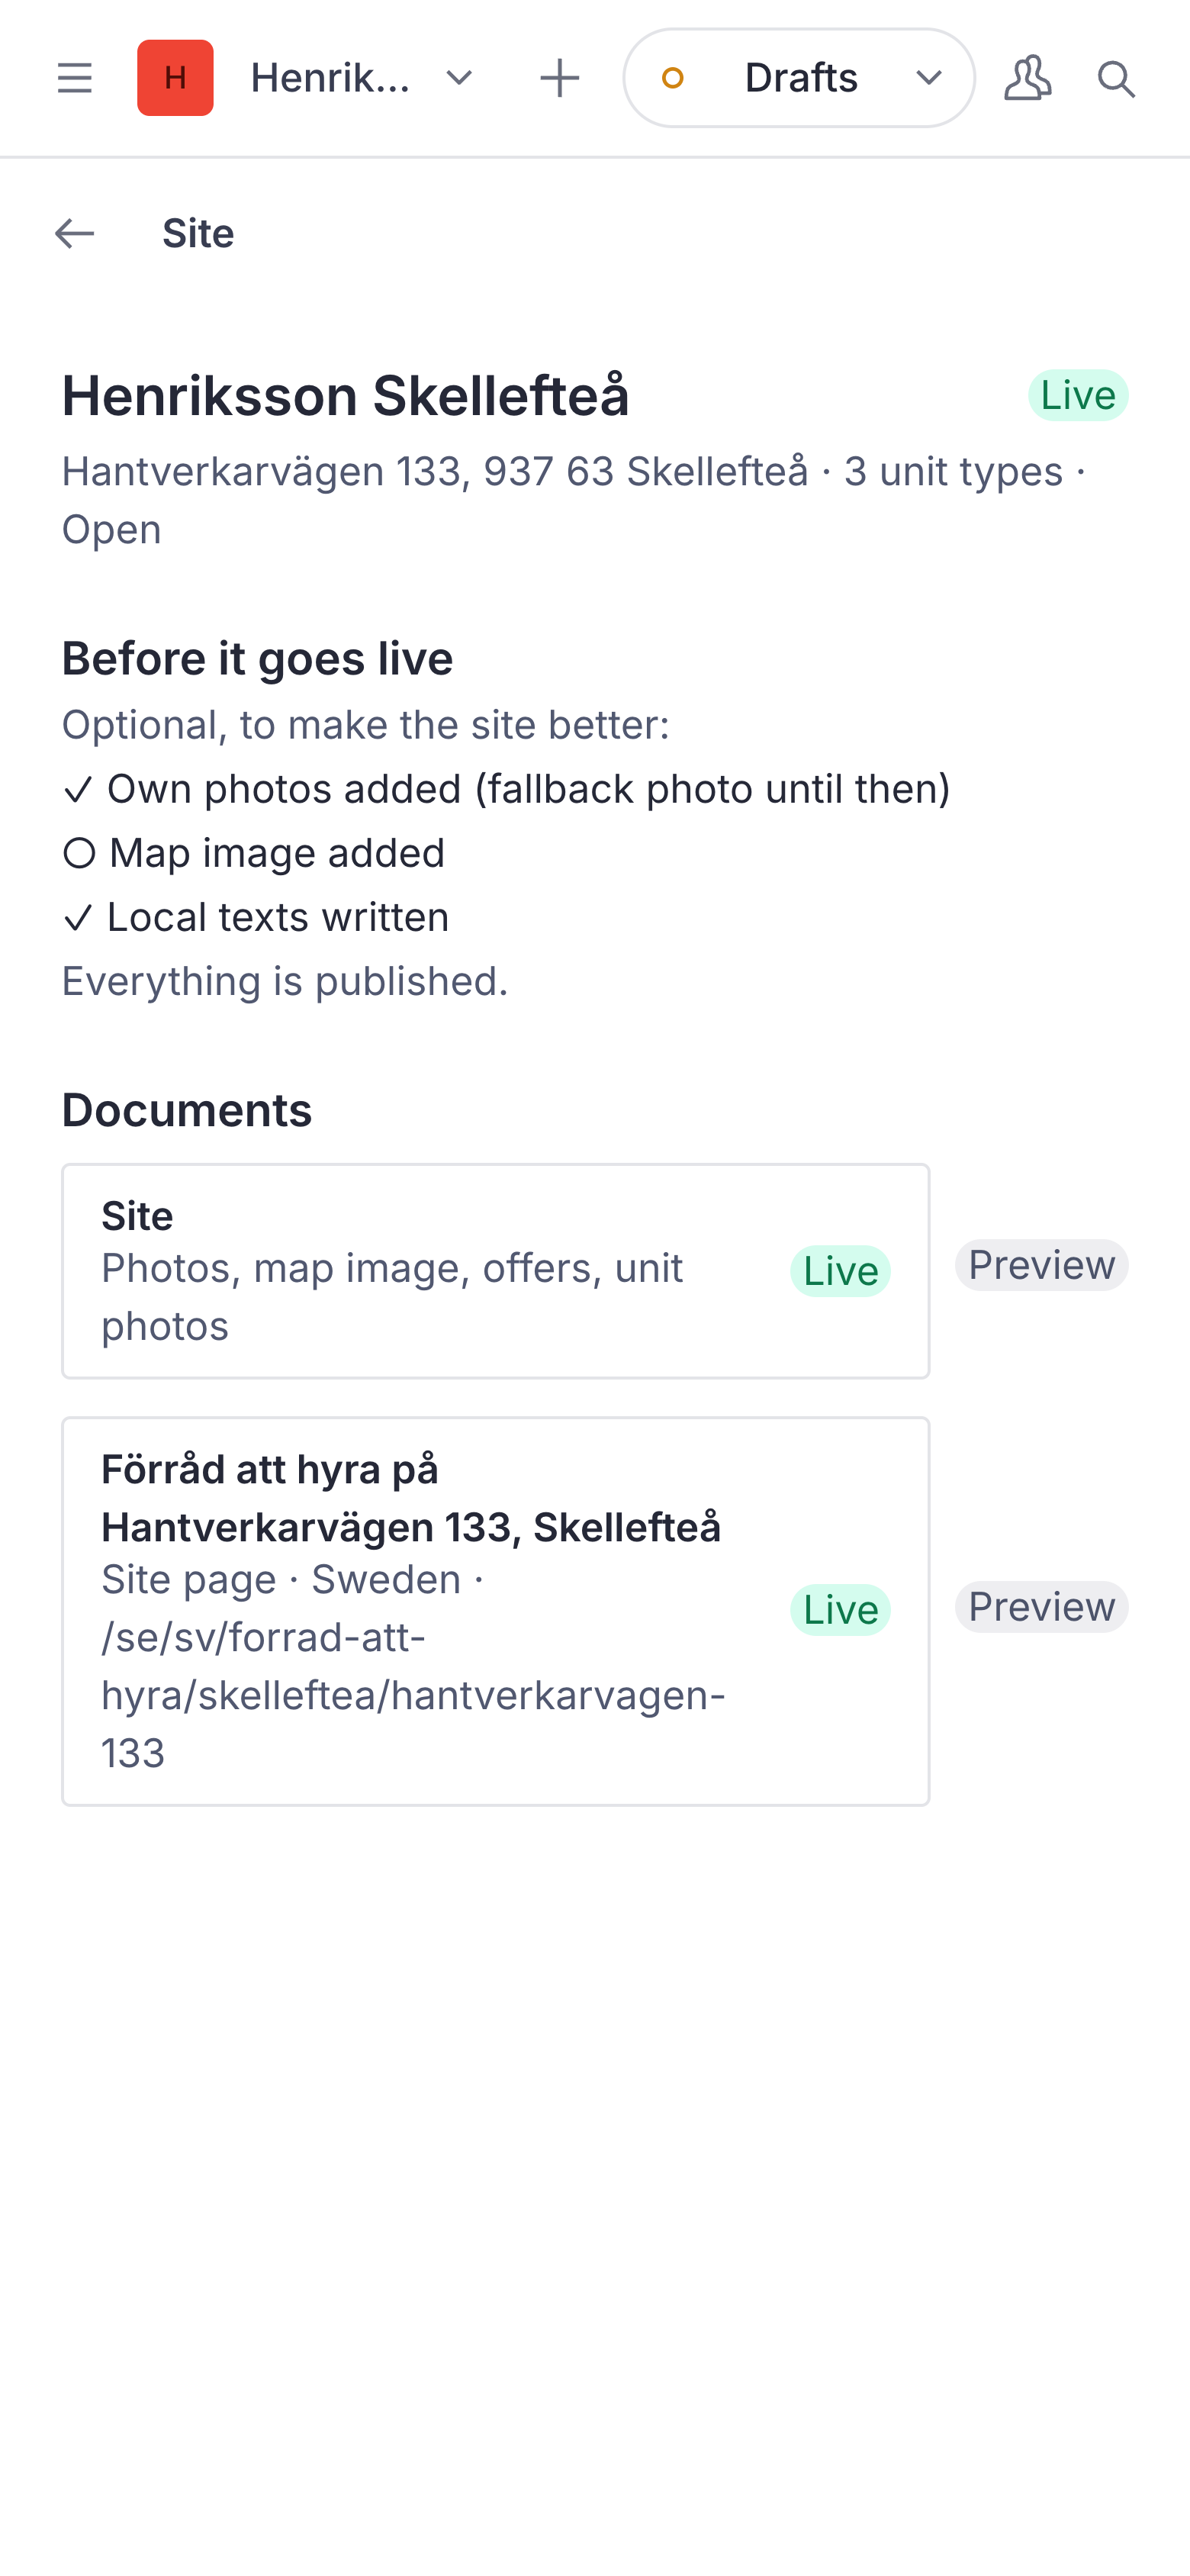 H
Henrik...
Drafts
Site
Henriksson Skellefteå
Live
Hantverkarvägen 133, 937 63 Skellefteå · 3 unit types ·
Open
Before it goes live
Optional, to make the site better:
✓ Own photos added (fallback photo until then)
○ Map image added
✓ Local texts written
Everything is published.
Documents
Site
Photos, map image, offers, unit
photos
Live
Preview
Förråd att hyra på
Hantverkarvägen 133, Skellefteå
Site page · Sweden ·
/se/sv/forrad-att-
hyra/skelleftea/hantverkarvagen-
133
Live
Preview